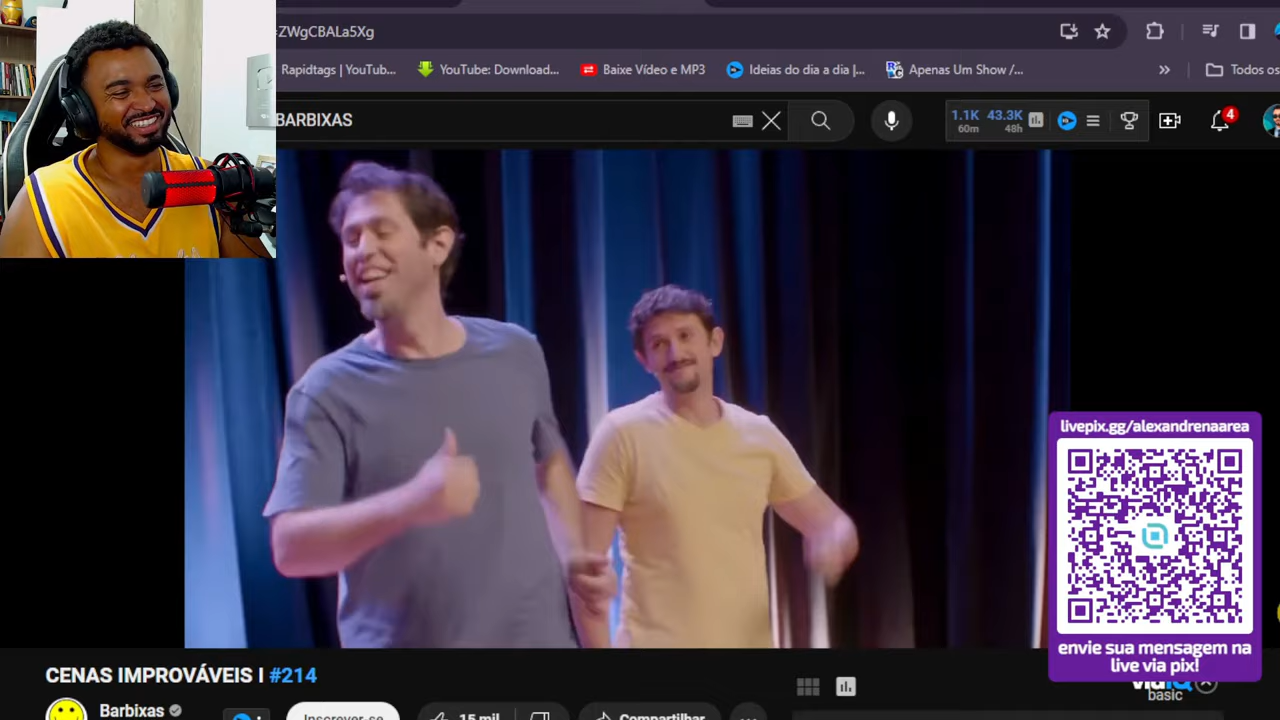 ZWgCBALa5Xg
Rapidtags | YouTub...
YouTube: Download...
Baixe Vídeo e MP3
Ideias do dia a dia |...
Apenas Um Show /...
»
Todos os
BARBIXAS
1.1K 43.3K
60m 48h
4
livepix.gg/alexandrenaarea
envie sua mensagem na
live via pix!
CENAS IMPROVÁVEIS I #214
basic
Barbixas
Inscrever-se
15 mil
Compartilhar